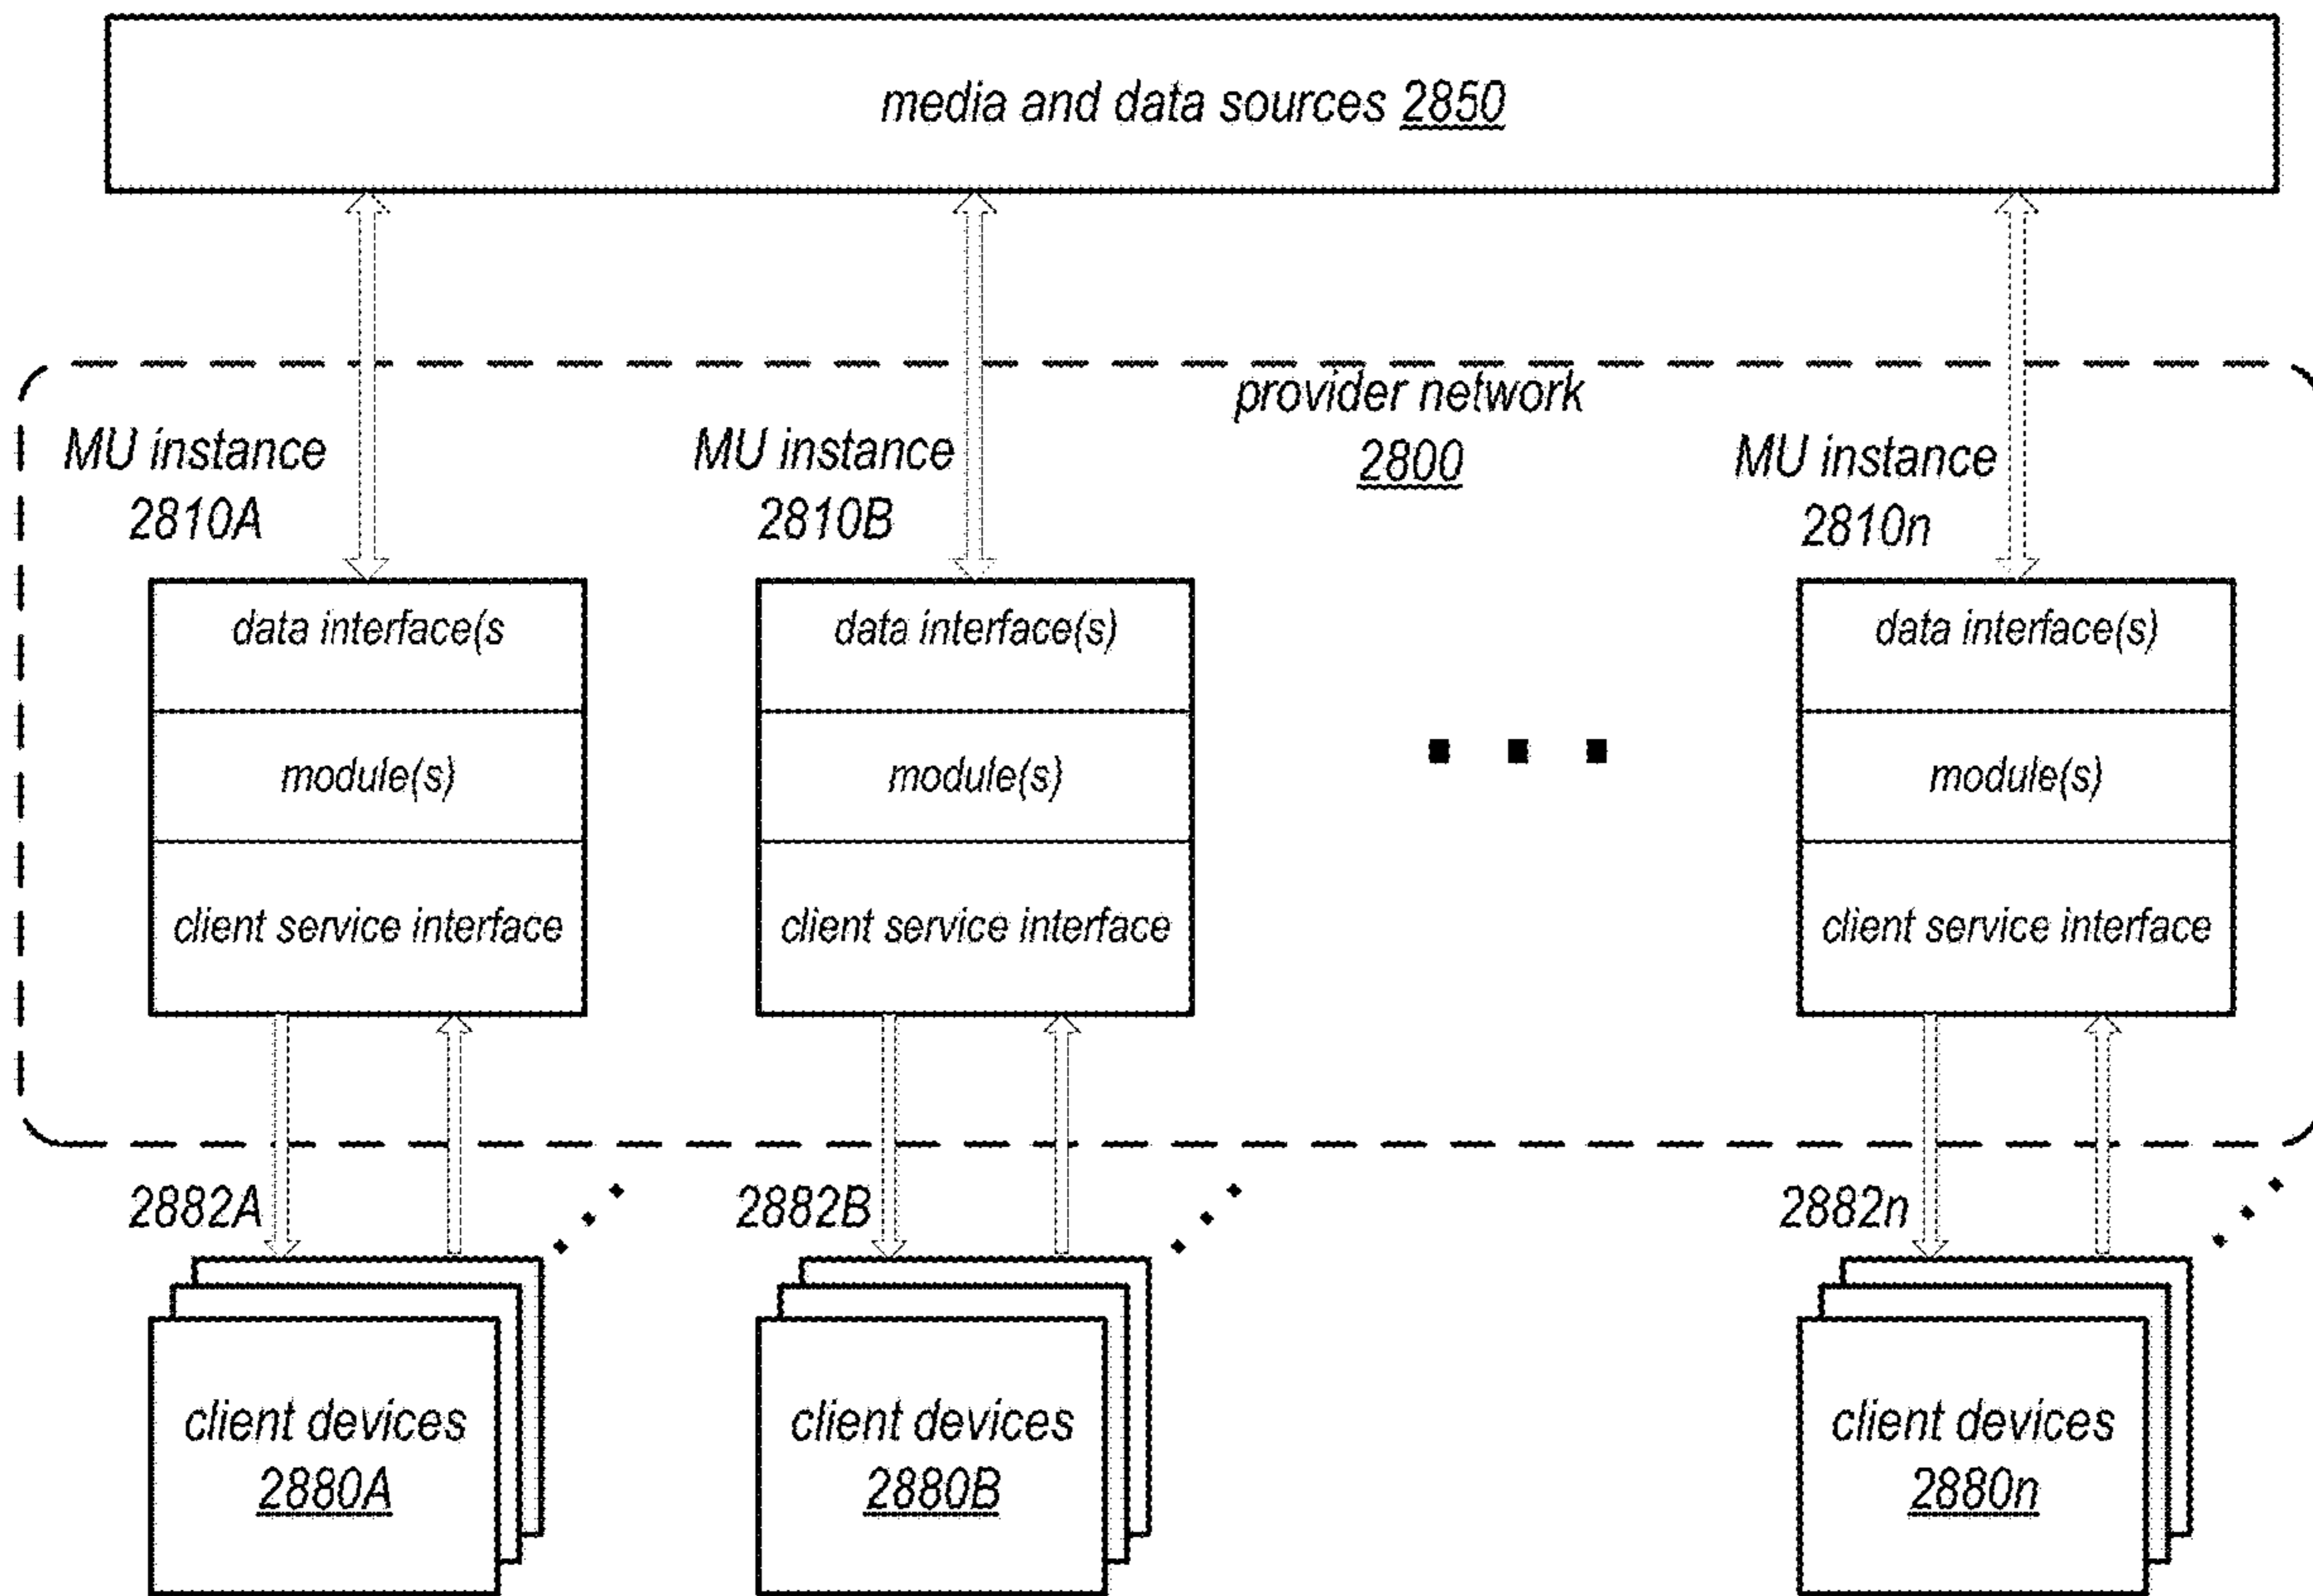 media and data sources 2850
provider network
2800
MU instance
2810A
MU instance
2810B
MU instance
2810n
data interface(s
module(s)
client service interface
data interface(s)
module(s)
client service interface
data interface(s)
module(s)
client service interface
2882A
2882B
2882n
client devices
2880A
client devices
2880B
client devices
2880n